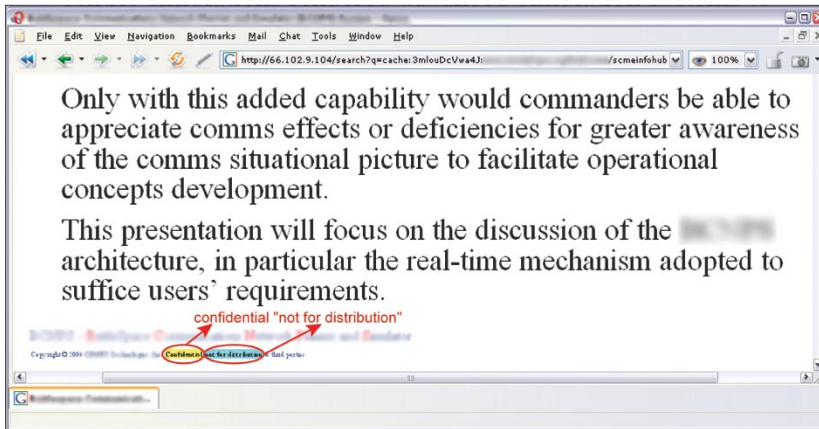 File Edit View Navigation Bookmarks Mail Chat Tools Window Help
http://66.102.9.104/search?q=cache:3mlouDcVwa4J: /scmeinfohub 100%
Only with this added capability would commanders be able to
appreciate comms effects or deficiencies for greater awareness
of the comms situational picture to facilitate operational
concepts development.
This presentation will focus on the discussion of the
architecture, in particular the real-time mechanism adopted to
suffice users' requirements.
confidential "not for distribution"
Copyright© 2004 Confidential not for distribution third parties